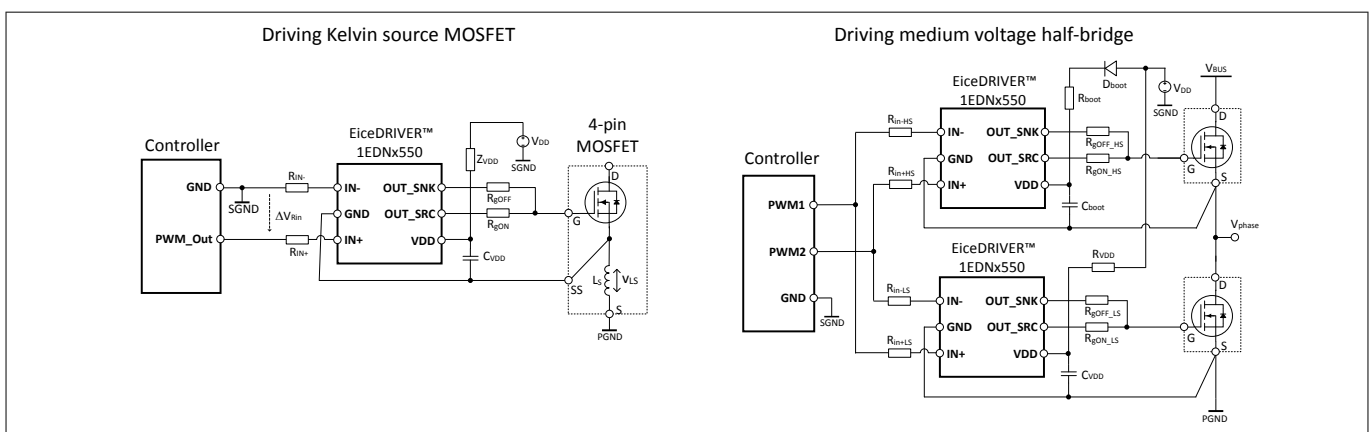 Driving Kelvin source MOSFET
Controller
GND
PWM_Out
SGND
RIN-
RIN+
ΔVRin
EiceDRIVER™
1EDNx550
IN-
GND
IN+
OUT_SNK
OUT_SRC
VDD
ZVDD
VDD
SGND
RgOFF
RgON
CVDD
4-pin
MOSFET
D
G
SS
LS
VLS
S
PGND
Driving medium voltage half-bridge
Controller
PWM1
PWM2
GND
SGND
Rin-HS
Rin+HS
EiceDRIVER™
1EDNx550
IN-
GND
IN+
OUT_SNK
OUT_SRC
VDD
Rboot
Dboot
VDD
SGND
RgOFF_HS
RgON_HS
Cboot
VBUS
D
G
S
Vphase
Rin-LS
Rin+LS
EiceDRIVER™
1EDNx550
IN-
GND
IN+
OUT_SNK
OUT_SRC
VDD
RVDD
RgOFF_LS
RgON_LS
CVDD
D
G
S
PGND